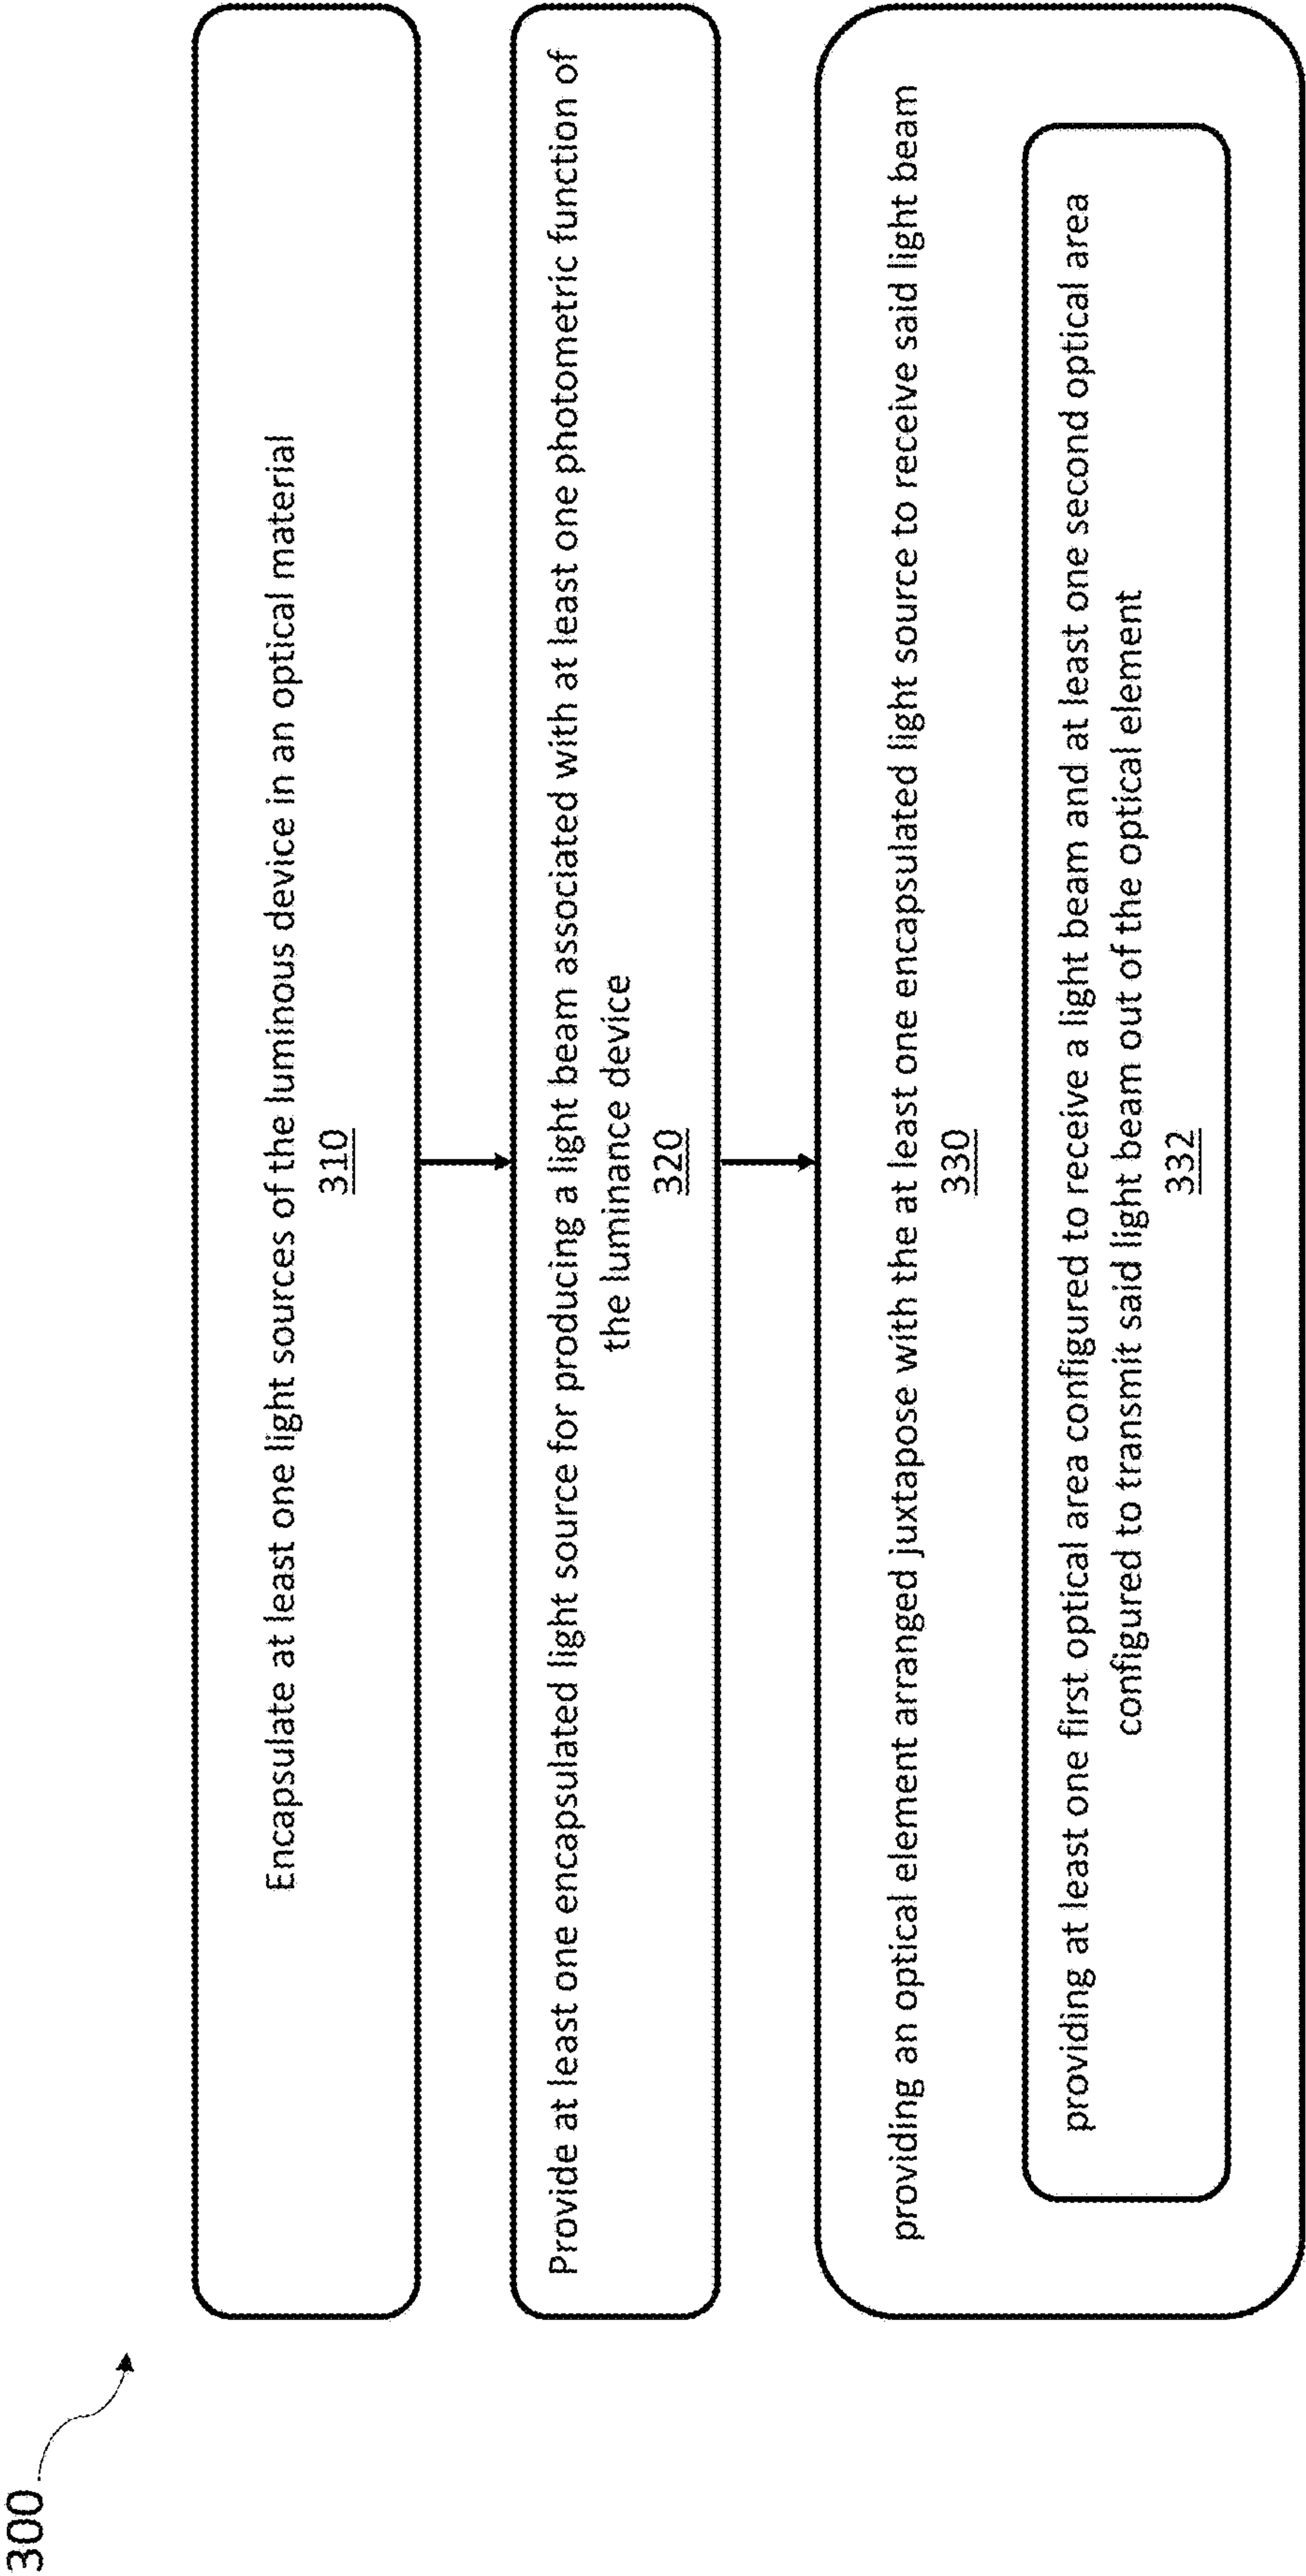 300
Encapsulate at least one light sources of the luminous device in an optical material
310
Provide at least one encapsulated light source for producing a light beam associated with at least one photometric function of
the luminance device
320
providing an optical element arranged juxtapose with the at least one encapsulated light source to receive said light beam
330
providing at least one first optical area configured to receive a light beam and at least one second optical area
configured to transmit said light beam out of the optical element
332